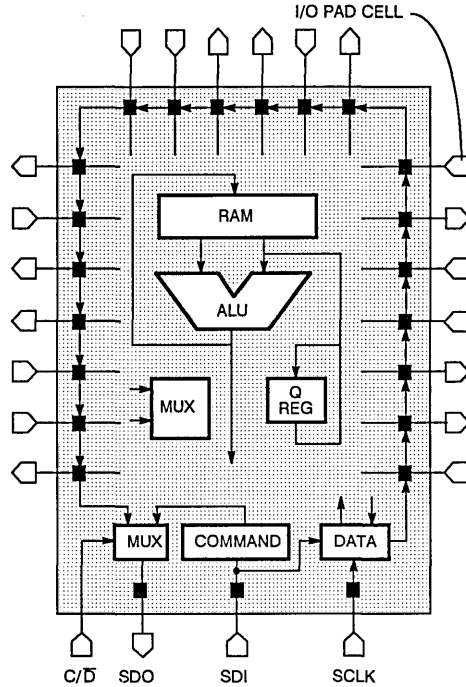 I/O PAD CELL
RAM
ALU
MUX
Q
REG
MUX
COMMAND
DATA
C/D̅
SDO
SDI
SCLK